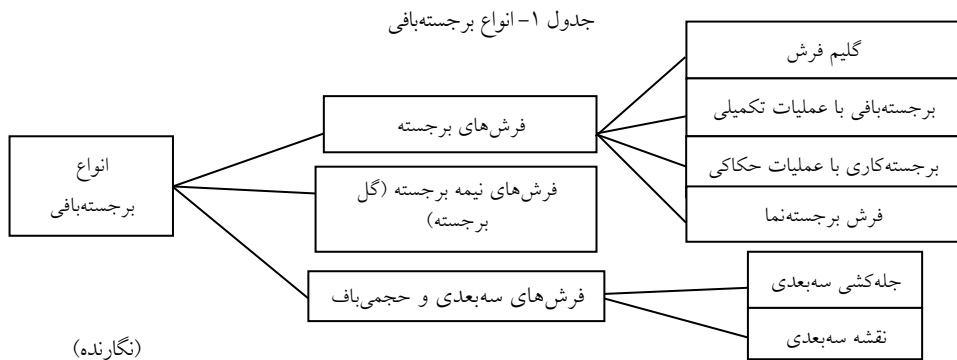 جدول ۱- انواع برجسته‌بافی
انواع
برجسته‌بافی
فرش‌های برجسته
گلیم فرش
برجسته‌بافی با عملیات تکمیلی
برجسته‌کاری با عملیات حکاکی
فرش برجسته‌نما
فرش‌های نیمه برجسته (گل
برجسته)
فرش‌های سه‌بعدی و حجمی‌باف
جله‌کشی سه‌بعدی
نقشه سه‌بعدی
(نگارنده)